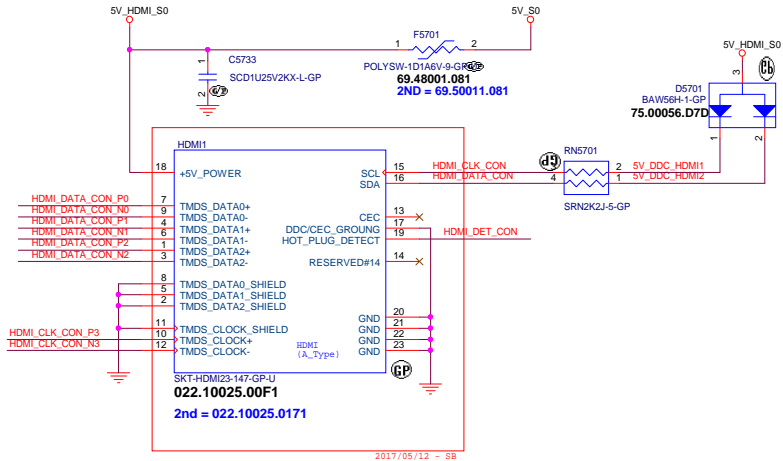 5V_HDMI_S0
5V_S0
F5701
1
2
POLYSW-1D1A6V-9-GP
69.48001.081
2ND = 69.50011.081
1
C5733
SCD1U25V2KX-L-GP
2
5V_HDMI_S0
3
D5701
BAW56H-1-GP
75.00056.D7D
1
2
HDMI1
18
+5V_POWER
SCL
15
HDMI_CLK_CON
SDA
16
HDMI_DATA_CON
RN5701
4
2
5V_DDC_HDMI1
1
5V_DDC_HDMI2
SRN2K2J-5-GP
HDMI_DATA_CON_P0
7
TMDS_DATA0+
HDMI_DATA_CON_N0
9
TMDS_DATA0-
HDMI_DATA_CON_P1
4
TMDS_DATA1+
HDMI_DATA_CON_N1
6
TMDS_DATA1-
HDMI_DATA_CON_P2
1
TMDS_DATA2+
HDMI_DATA_CON_N2
3
TMDS_DATA2-
CEC
13
DDC/CEC_GROUNG
17
HOT_PLUG_DETECT
19
HDMI_DET_CON
RESERVED#14
14
8
TMDS_DATA0_SHIELD
5
TMDS_DATA1_SHIELD
2
TMDS_DATA2_SHIELD
11
TMDS_CLOCK_SHIELD
HDMI_CLK_CON_P3
10
TMDS_CLOCK+
HDMI_CLK_CON_N3
12
TMDS_CLOCK-
GND
20
GND
21
GND
22
GND
23
HDMI
(A_Type)
GP
SKT-HDMI23-147-GP-U
022.10025.00F1
2nd = 022.10025.0171
2017/05/12 - SB